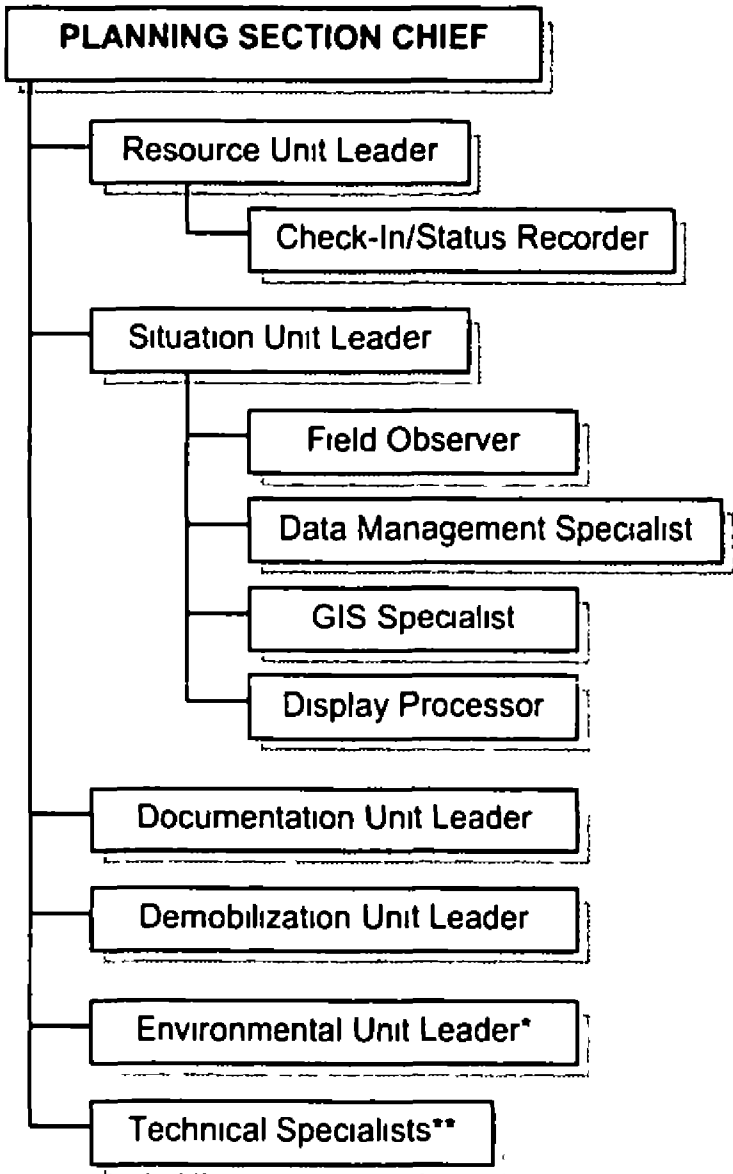 PLANNING SECTION CHIEF
Resource Unit Leader
Check-In/Status Recorder
Situation Unit Leader
Field Observer
Data Management Specialist
GIS Specialist
Display Processor
Documentation Unit Leader
Demobilization Unit Leader
Environmental Unit Leader*
Technical Specialists**